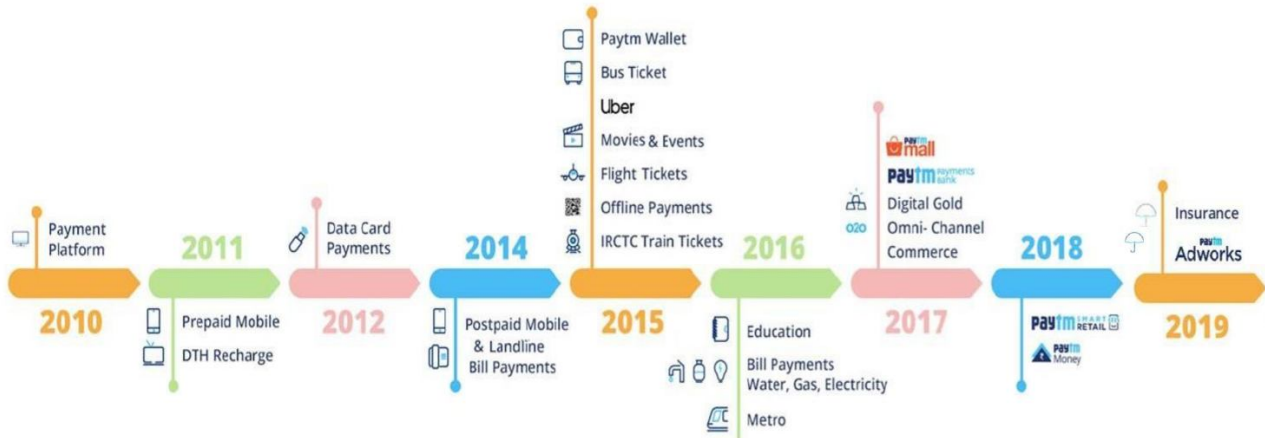 Payment
Platform
2010
2011
Prepaid Mobile
DTH Recharge
Data Card
Payments
2012
2014
Postpaid Mobile
& Landline
Bill Payments
Paytm Wallet
Bus Ticket
Uber
Movies & Events
Flight Tickets
Offline Payments
IRCTC Train Tickets
2015
2016
Education
Bill Payments
Water, Gas, Electricity
Metro
paytm
mall
paytm PAYMENTS
BANK
Digital Gold
O2O Omni- Channel
Commerce
2017
2018
paytm SMART
RETAIL
paytm
Money
Insurance
paytm
Adworks
2019